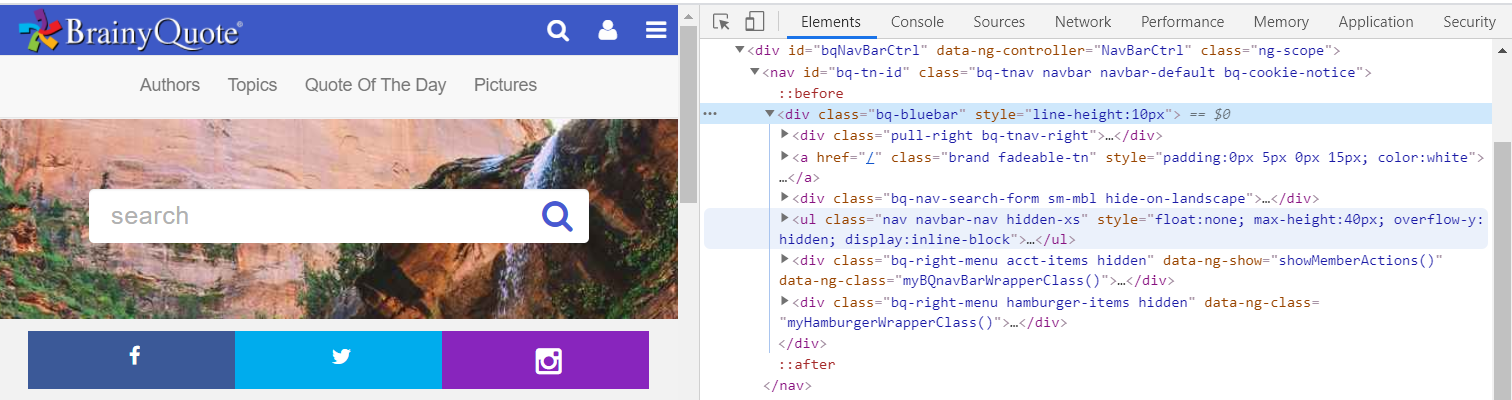 BrainyQuote®
Authors Topics Quote Of The Day Pictures
search
Elements Console Sources Network Performance Memory Application Security
<div id="bqNavBarCtrl" data-ng-controller="NavBarCtrl" class="ng-scope">
<nav id="bq-tn-id" class="bq-tnav navbar navbar-default bq-cookie-notice">
::before
… <div class="bq-bluebar" style="line-height:10px"> == $0
<div class="pull-right bq-tnav-right">…</div>
<a href="/" class="brand fadeable-tn" style="padding:0px 5px 0px 15px; color:white">
…</a>
<div class="bq-nav-search-form sm-mbl hide-on-landscape">…</div>
<ul class="nav navbar-nav hidden-xs" style="float:none; max-height:40px; overflow-y:
hidden; display:inline-block">…</ul>
<div class="bq-right-menu acct-items hidden" data-ng-show="showMemberActions()"
data-ng-class="myBQnavBarWrapperClass()">…</div>
<div class="bq-right-menu hamburger-items hidden" data-ng-class=
"myHamburgerWrapperClass()">…</div>
</div>
::after
</nav>